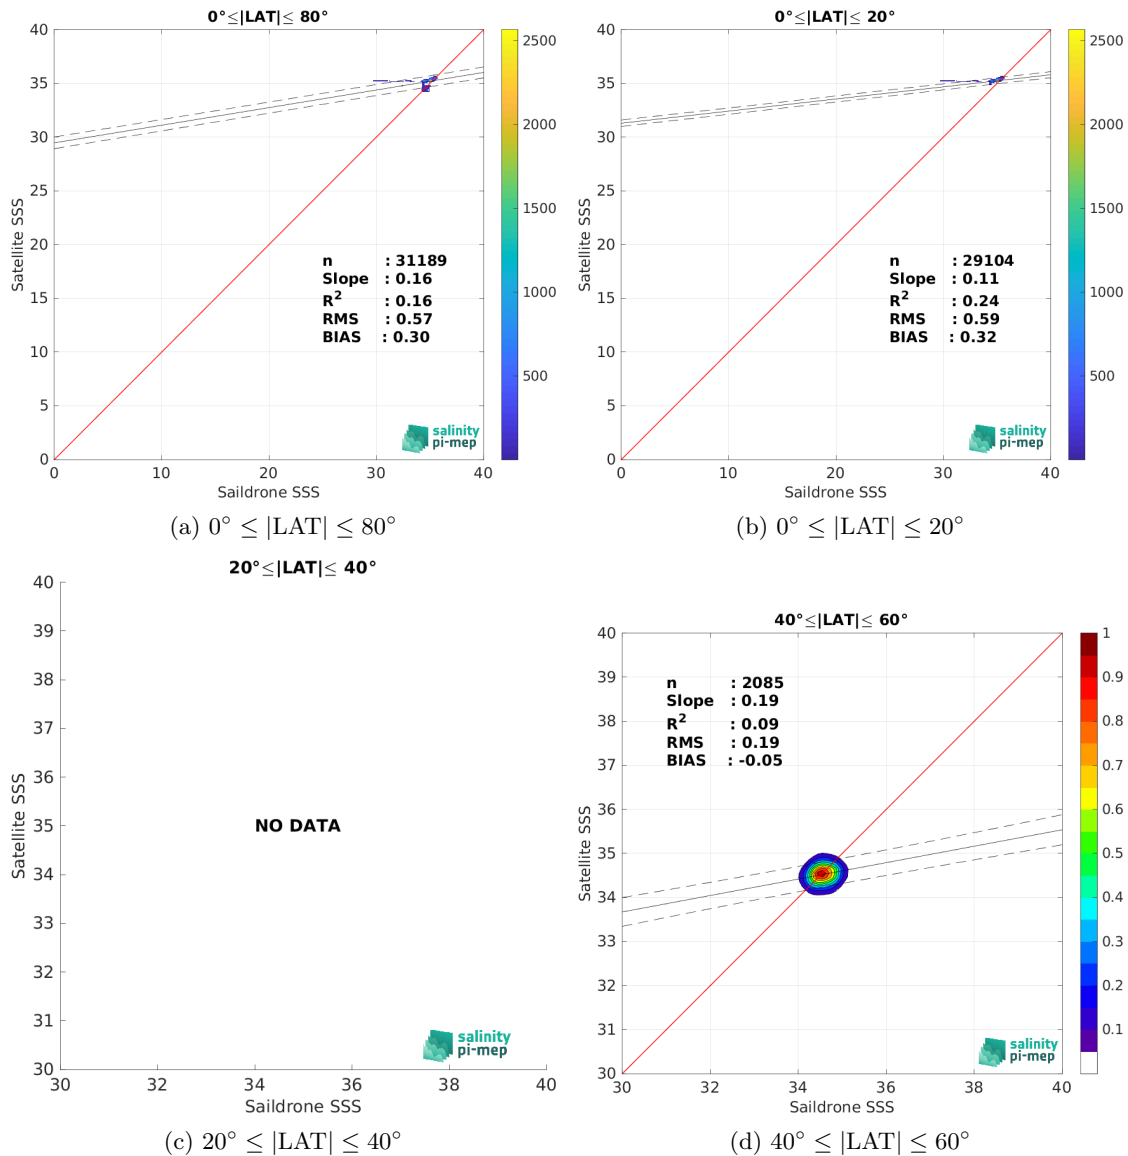 0°≤|LAT|≤ 80°
40
35
30
25
20
15
10
5
0
Satellite SSS
n : 31189
Slope : 0.16
R² : 0.16
RMS : 0.57
BIAS : 0.30
salinity
pi-mep
0 10 20 30 40
Saildrone SSS
2500
2000
1500
1000
500
(a) 0° ≤ |LAT| ≤ 80°
0°≤|LAT|≤ 20°
40
35
30
25
20
15
10
5
0
Satellite SSS
n : 29104
Slope : 0.11
R² : 0.24
RMS : 0.59
BIAS : 0.32
salinity
pi-mep
0 10 20 30 40
Saildrone SSS
2500
2000
1500
1000
500
(b) 0° ≤ |LAT| ≤ 20°
20°≤|LAT|≤ 40°
40
39
38
37
36
35
34
33
32
31
30
Satellite SSS
NO DATA
salinity
pi-mep
30 32 34 36 38 40
Saildrone SSS
(c) 20° ≤ |LAT| ≤ 40°
40°≤|LAT|≤ 60°
40
39
38
37
36
35
34
33
32
31
30
Satellite SSS
n : 2085
Slope : 0.19
R² : 0.09
RMS : 0.19
BIAS : -0.05
salinity
pi-mep
30 32 34 36 38 40
Saildrone SSS
1
0.9
0.8
0.7
0.6
0.5
0.4
0.3
0.2
0.1
(d) 40° ≤ |LAT| ≤ 60°